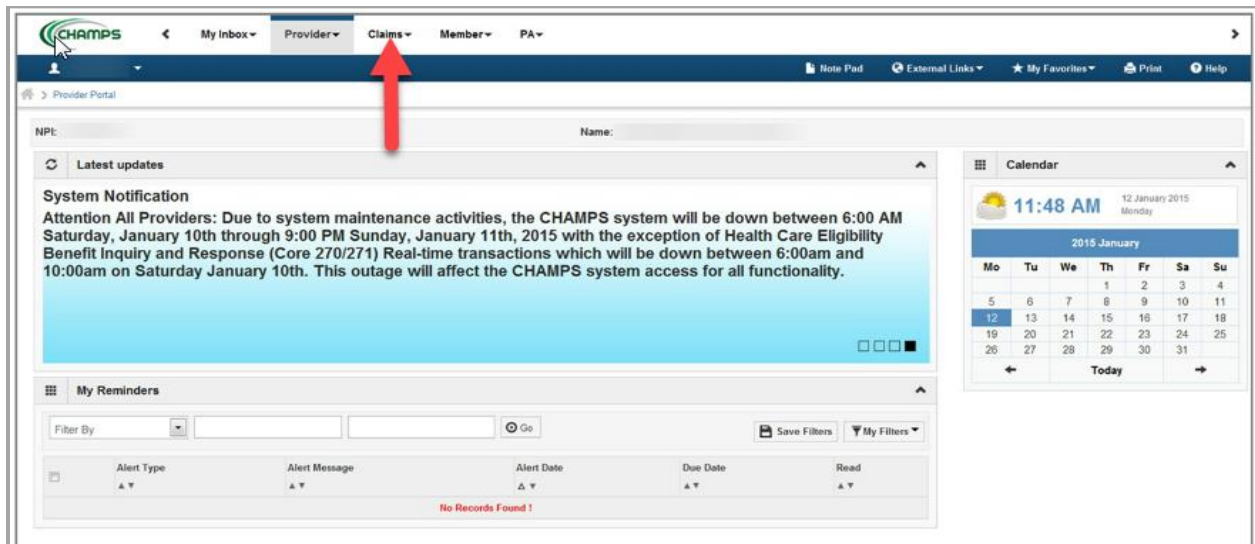 CHAMPS My Inbox Provider Claims Member PA
Note Pad External Links My Favorites Print Help
Provider Portal
NPI: Name:
Latest updates
System Notification
Attention All Providers: Due to system maintenance activities, the CHAMPS system will be down between 6:00 AM
Saturday, January 10th through 9:00 PM Sunday, January 11th, 2015 with the exception of Health Care Eligibility
Benefit Inquiry and Response (Core 270/271) Real-time transactions which will be down between 6:00am and
10:00am on Saturday January 10th. This outage will affect the CHAMPS system access for all functionality.
Calendar
11:48 AM
12 January 2015
Monday
2015 January
Mo Tu We Th Fr Sa Su
1 2 3 4
5 6 7 8 9 10 11
12 13 14 15 16 17 18
19 20 21 22 23 24 25
26 27 28 29 30 31
Today
My Reminders
Filter By Go Save Filters My Filters
Alert Type Alert Message Alert Date Due Date Read
No Records Found !